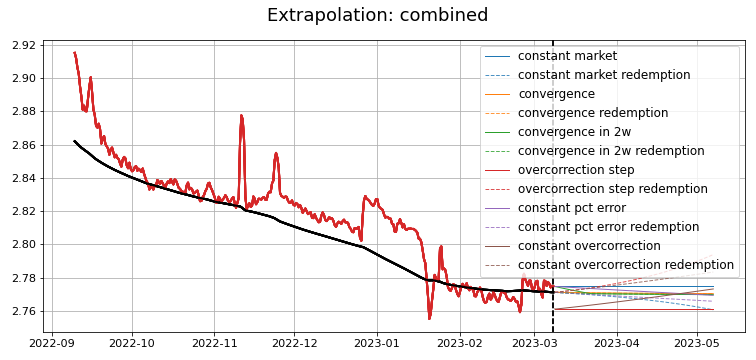 Extrapolation: combined
2.92
2.90
2.88
2.86
2.84
2.82
2.80
2.78
2.76
constant market
constant market redemption
convergence
convergence redemption
convergence in 2w
convergence in 2w redemption
overcorrection step
overcorrection step redemption
constant pct error
constant pct error redemption
constant overcorrection
constant overcorrection redemption
2022-09 2022-10 2022-11 2022-12 2023-01 2023-02 2023-03 2023-04 2023-05